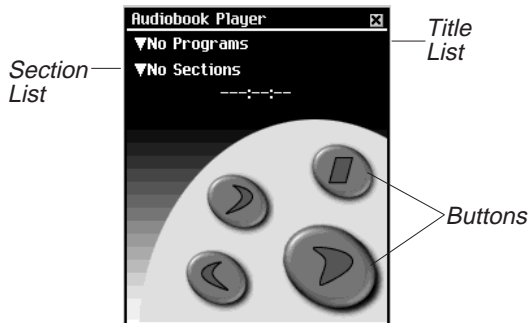 Audiobook Player
▼No Programs
▼No Sections
---:--:--
Title
List
Section
List
Buttons